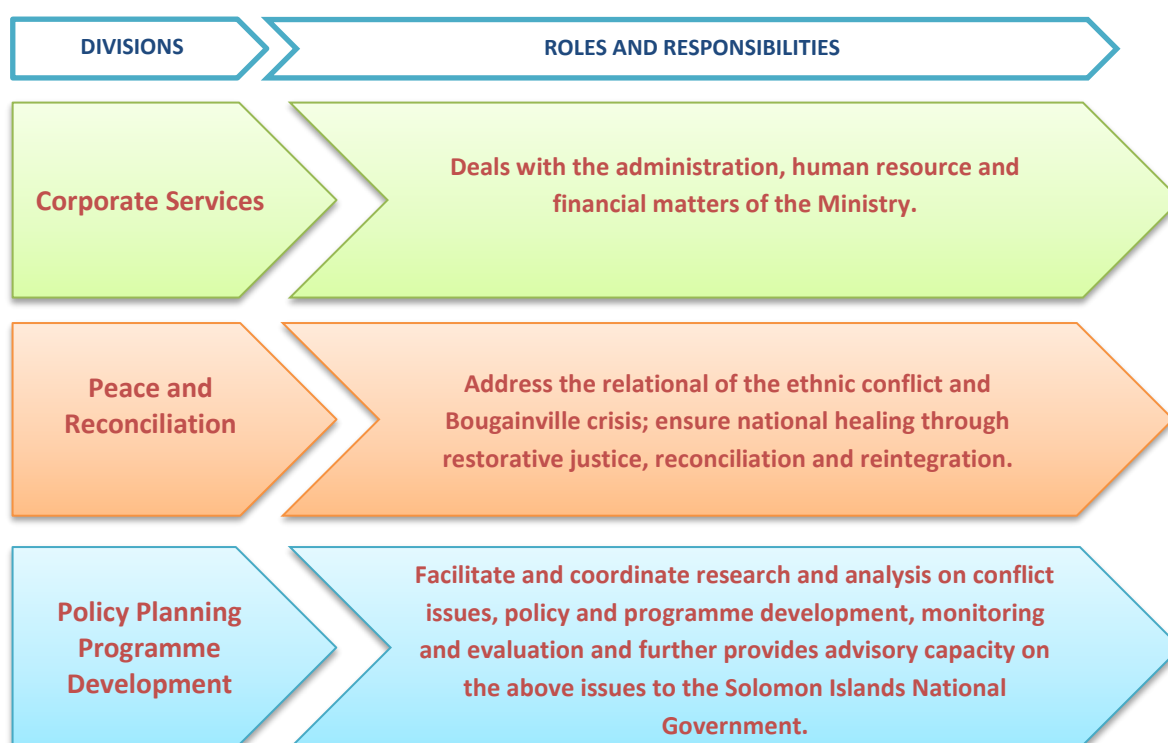 DIVISIONS
ROLES AND RESPONSIBILITIES
Corporate Services
Deals with the administration, human resource and
financial matters of the Ministry.
Peace and
Reconciliation
Address the relational of the ethnic conflict and
Bougainville crisis; ensure national healing through
restorative justice, reconciliation and reintegration.
Policy Planning
Programme
Development
Facilitate and coordinate research and analysis on conflict
issues, policy and programme development, monitoring
and evaluation and further provides advisory capacity on
the above issues to the Solomon Islands National
Government.